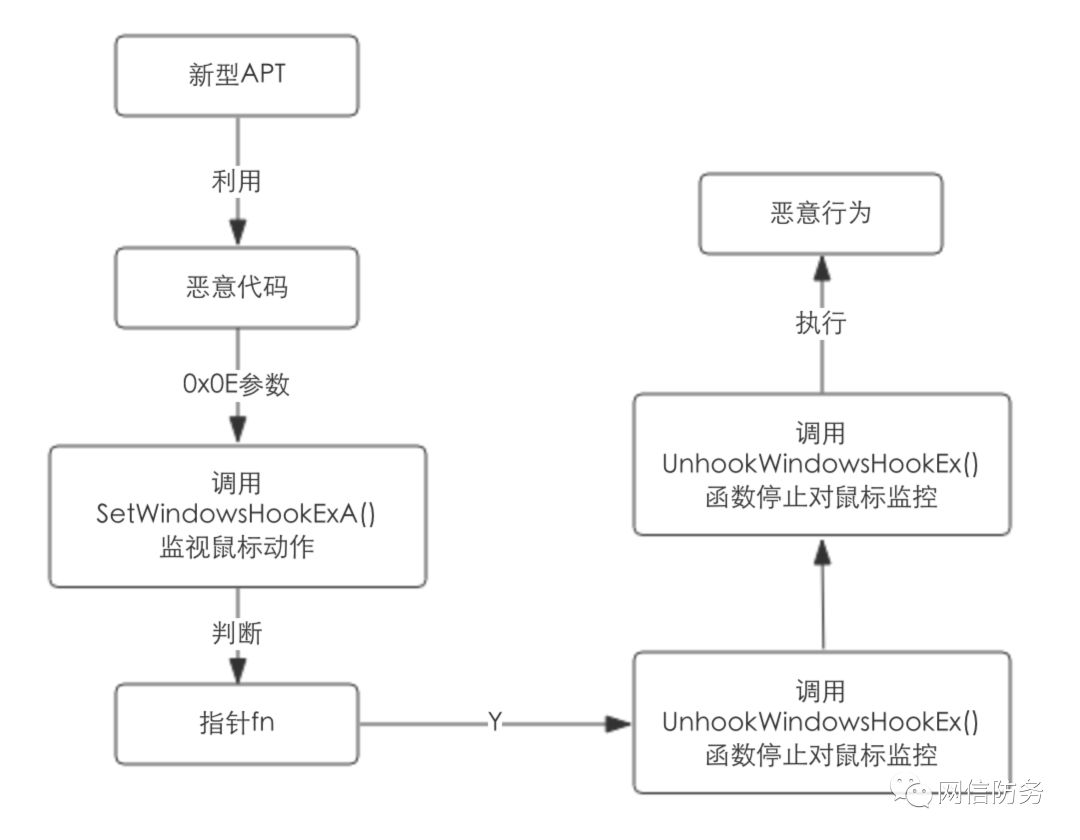 新型APT
利用
恶意代码
0x0E参数
调用
SetWindowsHookExA()
监视鼠标动作
判断
指针fn
Y
调用
UnhookWindowsHookEx()
函数停止对鼠标监控
调用
UnhookWindowsHookEx()
函数停止对鼠标监控
执行
恶意行为
网信防务